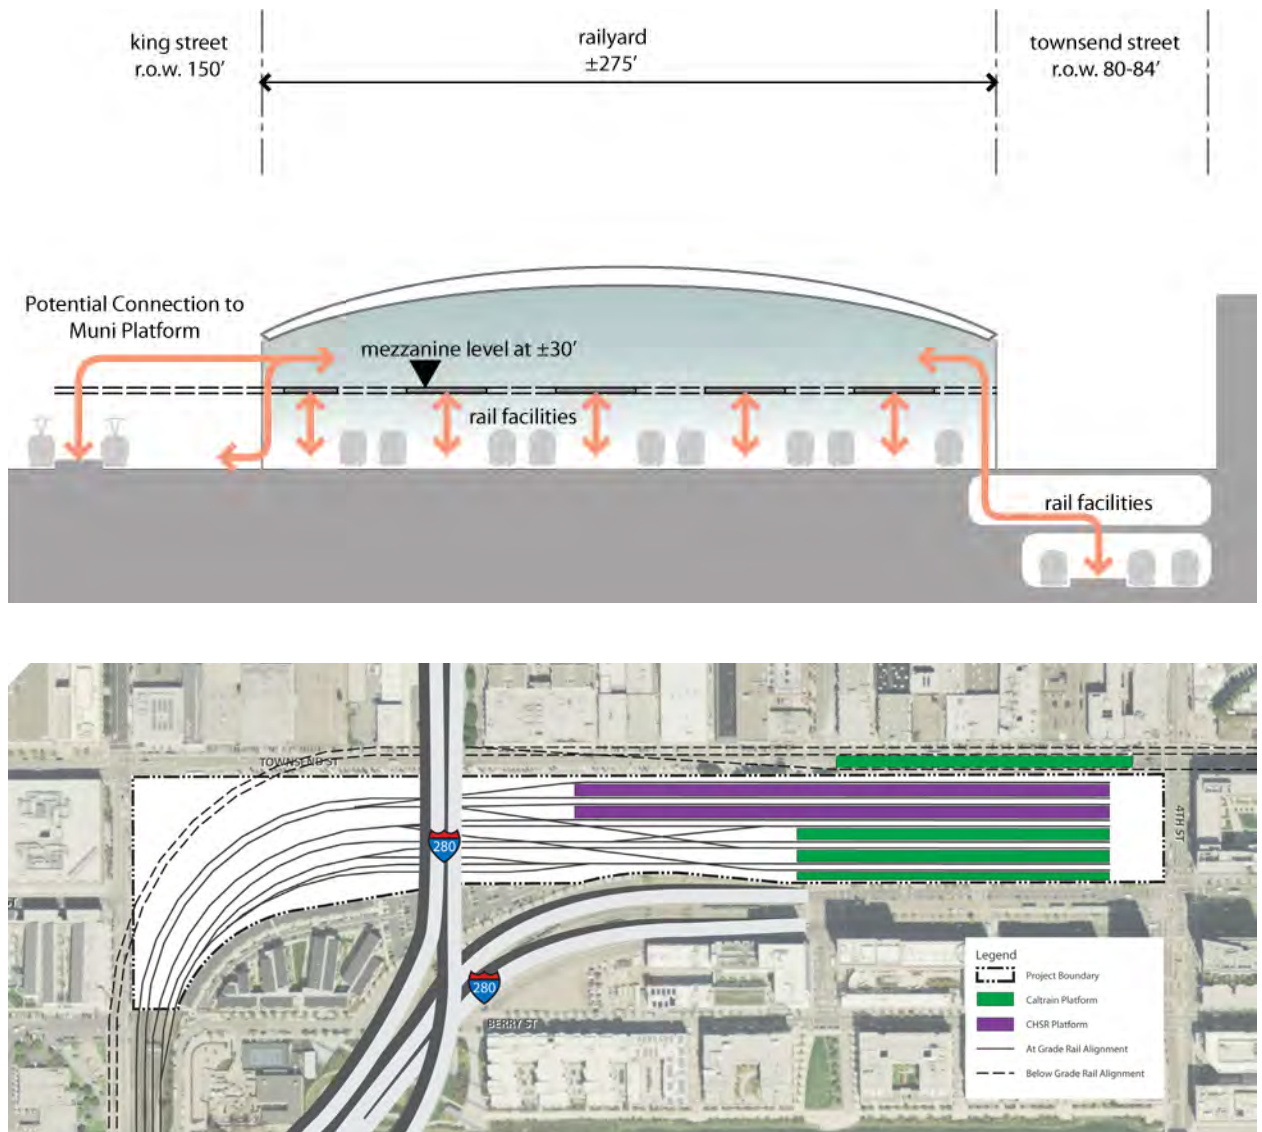 king street
r.o.w. 150’
railyard
±275’
townsend street
r.o.w. 80-84’
Potential Connection to
Muni Platform
mezzanine level at ±30’
rail facilities
rail facilities
TOWNSEND ST
4TH ST
280
280
BERRY ST
Legend
Project Boundary
Caltrain Platform
CHSR Platform
At Grade Rail Alignment
Below Grade Rail Alignment